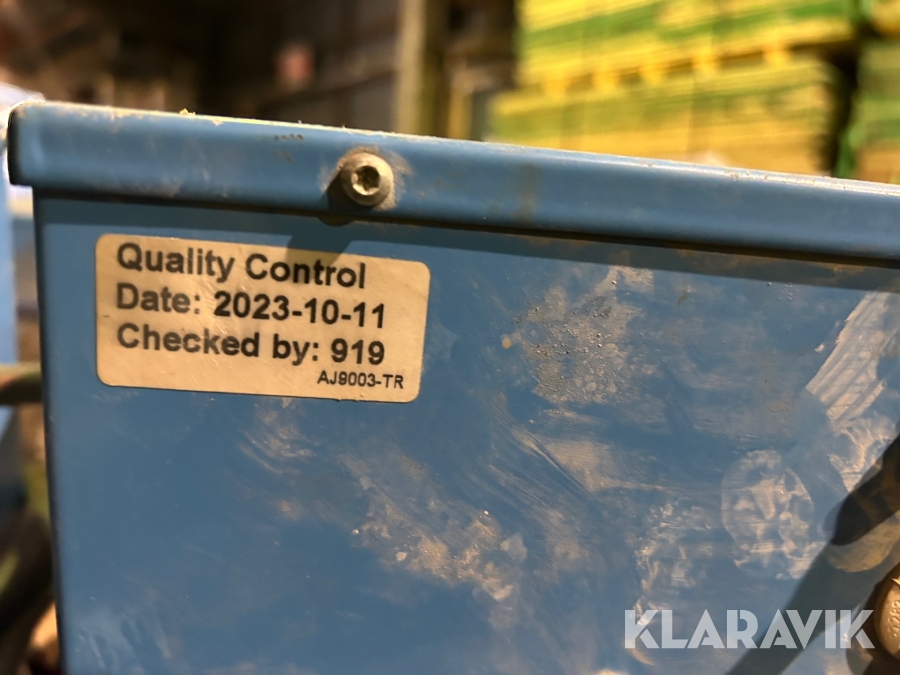 Quality Control
Date: 2023-10-11
Checked by: 919
AJ9003-TR
KLARAVIK